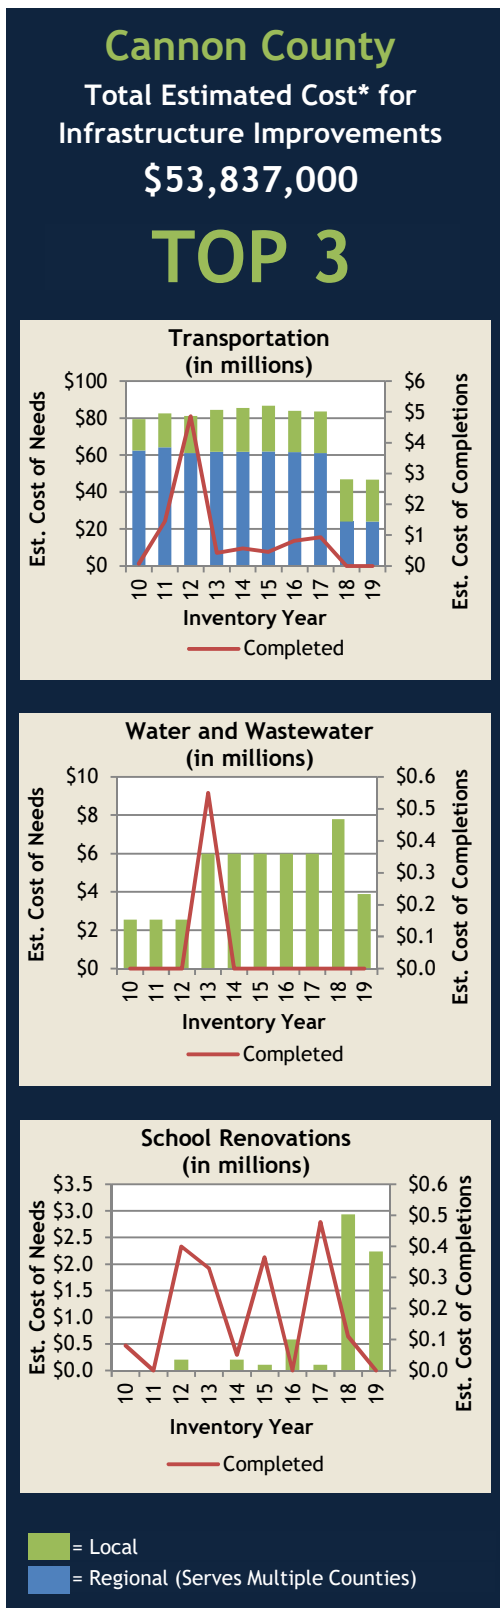 Cannon County
Total Estimated Cost* for
Infrastructure Improvements
$53,837,000
TOP 3
Transportation
(in millions)
Est. Cost of Needs
$100
$80
$60
$40
$20
$0
$6
$5
$4
$3
$2
$1
$0
Est. Cost of Completions
10 11 12 13 14 15 16 17 18 19
Inventory Year
Completed
Water and Wastewater
(in millions)
Est. Cost of Needs
$10
$8
$6
$4
$2
$0
$0.6
$0.5
$0.4
$0.3
$0.2
$0.1
$0.0
Est. Cost of Completions
10 11 12 13 14 15 16 17 18 19
Inventory Year
Completed
School Renovations
(in millions)
Est. Cost of Needs
$3.5
$3.0
$2.5
$2.0
$1.5
$1.0
$0.5
$0.0
$0.6
$0.5
$0.4
$0.3
$0.2
$0.1
$0.0
Est. Cost of Completions
10 11 12 13 14 15 16 17 18 19
Inventory Year
Completed
= Local
= Regional (Serves Multiple Counties)